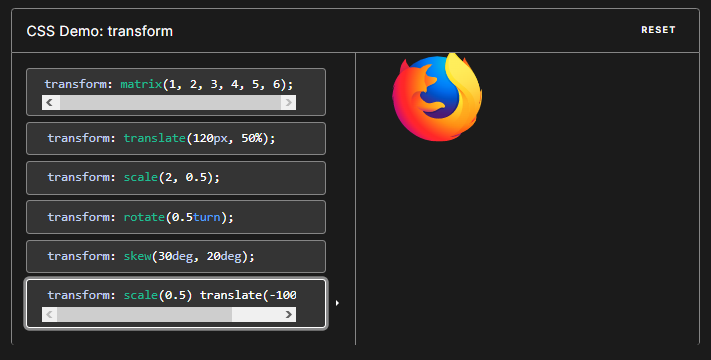 CSS Demo: transform
RESET
transform: matrix(1, 2, 3, 4, 5, 6);
transform: translate(120px, 50%);
transform: scale(2, 0.5);
transform: rotate(0.5turn);
transform: skew(30deg, 20deg);
transform: scale(0.5) translate(-100